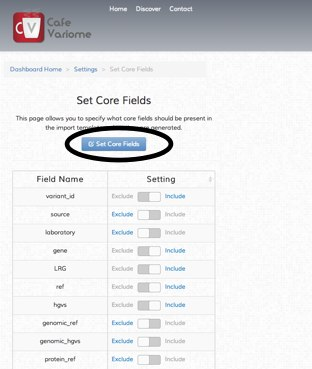 Home Discover Contact
CV Cafe
Variome
Dashboard Home > Settings > Set Core Fields
Set Core Fields
This page allows you to specify what core fields should be present in
the import templates generated.
Set Core Fields
Field Name Setting
variant_id Exclude Include
source Exclude Include
laboratory Exclude Include
gene Exclude Include
LRG Exclude Include
ref Exclude Include
hgvs Exclude Include
genomic_ref Exclude Include
genomic_hgvs Exclude Include
protein_ref Exclude Include